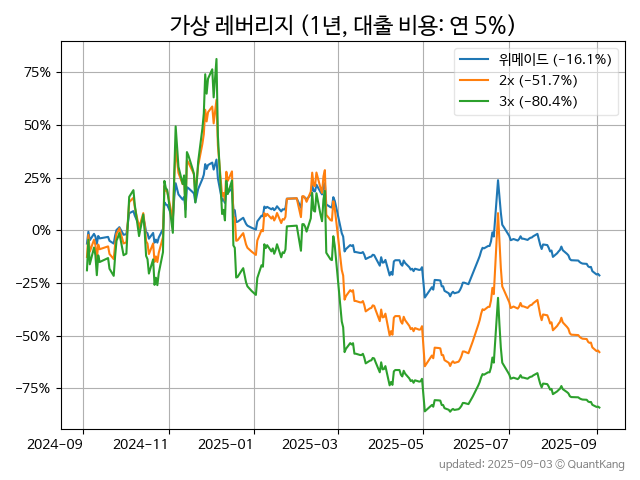 가상 레버리지 (1년, 대출 비용: 연 5%)
위메이드 (-16.1%)
2x (-51.7%)
3x (-80.4%)
75%
50%
25%
0%
-25%
-50%
-75%
2024-09 2024-11 2025-01 2025-03 2025-05 2025-07 2025-09
updated: 2025-09-03 © QuantKang